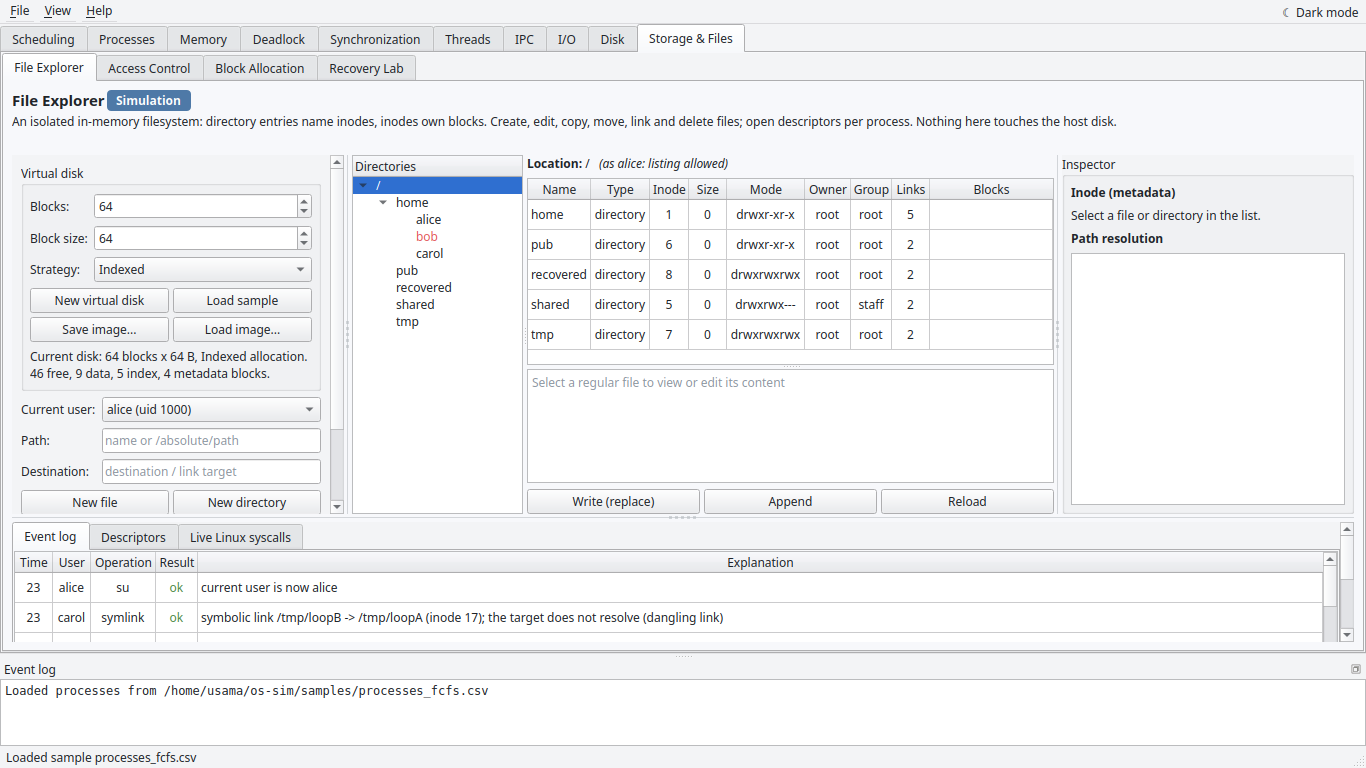 File View Help
Dark mode
Scheduling Processes Memory Deadlock Synchronization Threads IPC I/O Disk Storage & Files
File Explorer Access Control Block Allocation Recovery Lab
File Explorer Simulation
An isolated in-memory filesystem: directory entries name inodes, inodes own blocks. Create, edit, copy, move, link and delete files; open descriptors per process. Nothing here touches the host disk.
Virtual disk
Blocks: 64
Block size: 64
Strategy: Indexed
New virtual disk Load sample
Save image... Load image...
Current disk: 64 blocks x 64 B, Indexed allocation.
46 free, 9 data, 5 index, 4 metadata blocks.
Current user: alice (uid 1000)
Path: name or /absolute/path
Destination: destination / link target
New file New directory
Directories
/
home
alice
bob
carol
pub
recovered
shared
tmp
Location: / (as alice: listing allowed)
Name Type Inode Size Mode Owner Group Links Blocks
home directory 1 0 drwxr-xr-x root root 5
pub directory 6 0 drwxr-xr-x root root 2
recovered directory 8 0 drwxrwxrwx root root 2
shared directory 5 0 drwxrwx--- root staff 2
tmp directory 7 0 drwxrwxrwx root root 2
Select a regular file to view or edit its content
Write (replace) Append Reload
Inspector
Inode (metadata)
Select a file or directory in the list.
Path resolution
Event log Descriptors Live Linux syscalls
Time User Operation Result Explanation
23 alice su ok current user is now alice
23 carol symlink ok symbolic link /tmp/loopB -> /tmp/loopA (inode 17); the target does not resolve (dangling link)
Event log
Loaded processes from /home/usama/os-sim/samples/processes_fcfs.csv
Loaded sample processes_fcfs.csv